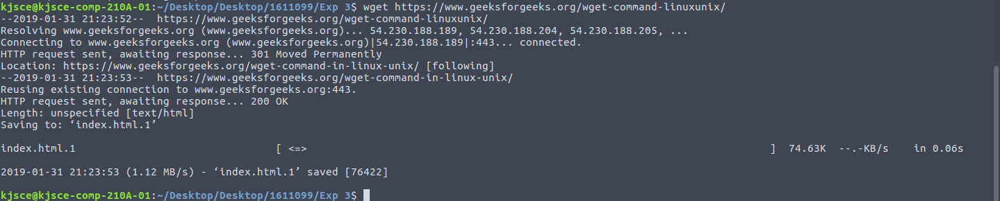 kjsce@kjsce-comp-210A-01:~/Desktop/Desktop/1611099/Exp 3$ wget https://www.geeksforgeeks.org/wget-command-linuxunix/
--2019-01-31 21:23:52--  https://www.geeksforgeeks.org/wget-command-linuxunix/
Resolving www.geeksforgeeks.org (www.geeksforgeeks.org)... 54.230.188.189, 54.230.188.204, 54.230.188.205, ...
Connecting to www.geeksforgeeks.org (www.geeksforgeeks.org)|54.230.188.189|:443... connected.
HTTP request sent, awaiting response... 301 Moved Permanently
Location: https://www.geeksforgeeks.org/wget-command-in-linux-unix/ [following]
--2019-01-31 21:23:53--  https://www.geeksforgeeks.org/wget-command-in-linux-unix/
Reusing existing connection to www.geeksforgeeks.org:443.
HTTP request sent, awaiting response... 200 OK
Length: unspecified [text/html]
Saving to: ‘index.html.1’
index.html.1 [ <=> ] 74.63K --.-KB/s in 0.06s
2019-01-31 21:23:53 (1.12 MB/s) - ‘index.html.1’ saved [76422]
kjsce@kjsce-comp-210A-01:~/Desktop/Desktop/1611099/Exp 3$